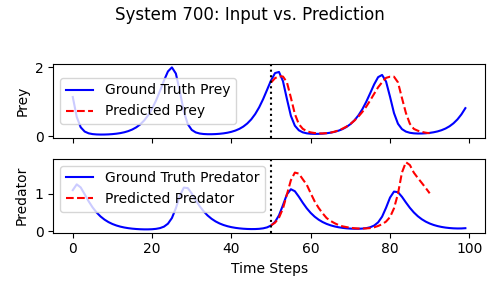 System 700: Input vs. Prediction
2
Prey
Ground Truth Prey
Predicted Prey
0
Predator
Ground Truth Predator
1
Predicted Predator
0
0 20 40 60 80 100
Time Steps